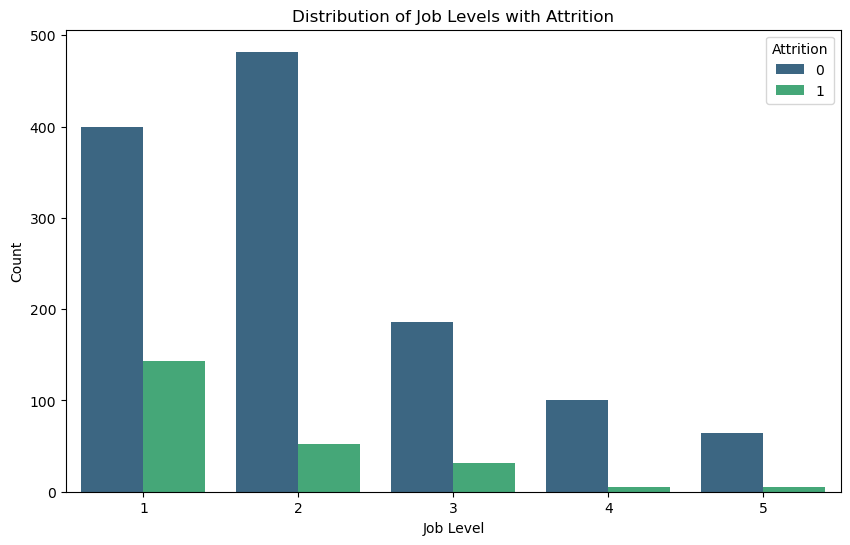 Distribution of Job Levels with Attrition
500
400
300
200
100
0
Count
Attrition
0
1
1 2 3 4 5
Job Level